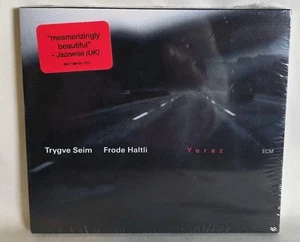 "mesmerizingly
beautiful"
– Jazzwise (UK)
Trygve Seim Frode Haltli Yeraz ECM